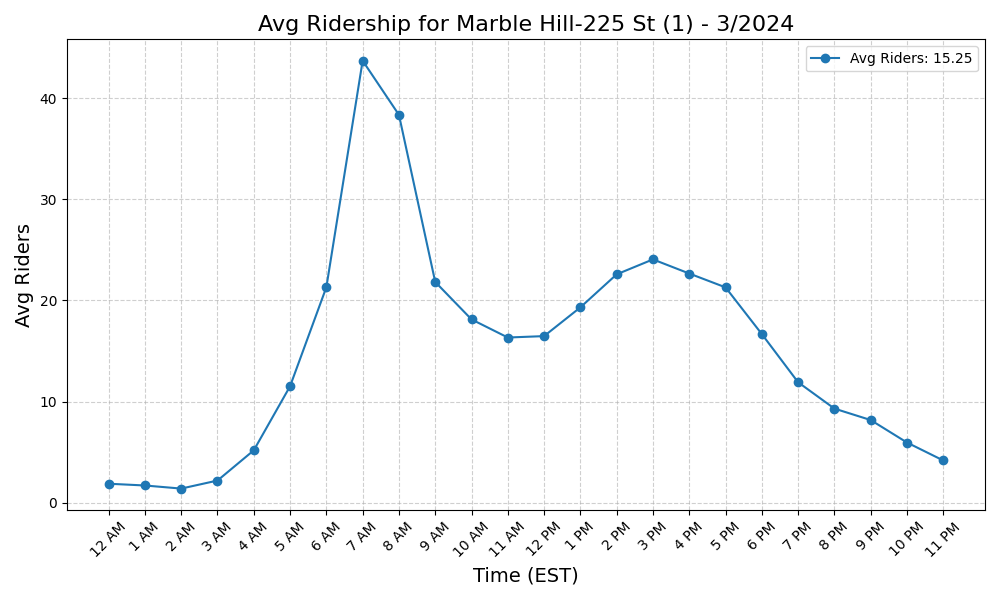 Avg Ridership for Marble Hill-225 St (1) - 3/2024
Avg Riders: 15.25
Avg Riders
40
30
20
10
0
12 AM
1 AM
2 AM
3 AM
4 AM
5 AM
6 AM
7 AM
8 AM
9 AM
10 AM
11 AM
12 PM
1 PM
2 PM
3 PM
4 PM
5 PM
6 PM
7 PM
8 PM
9 PM
10 PM
11 PM
Time (EST)